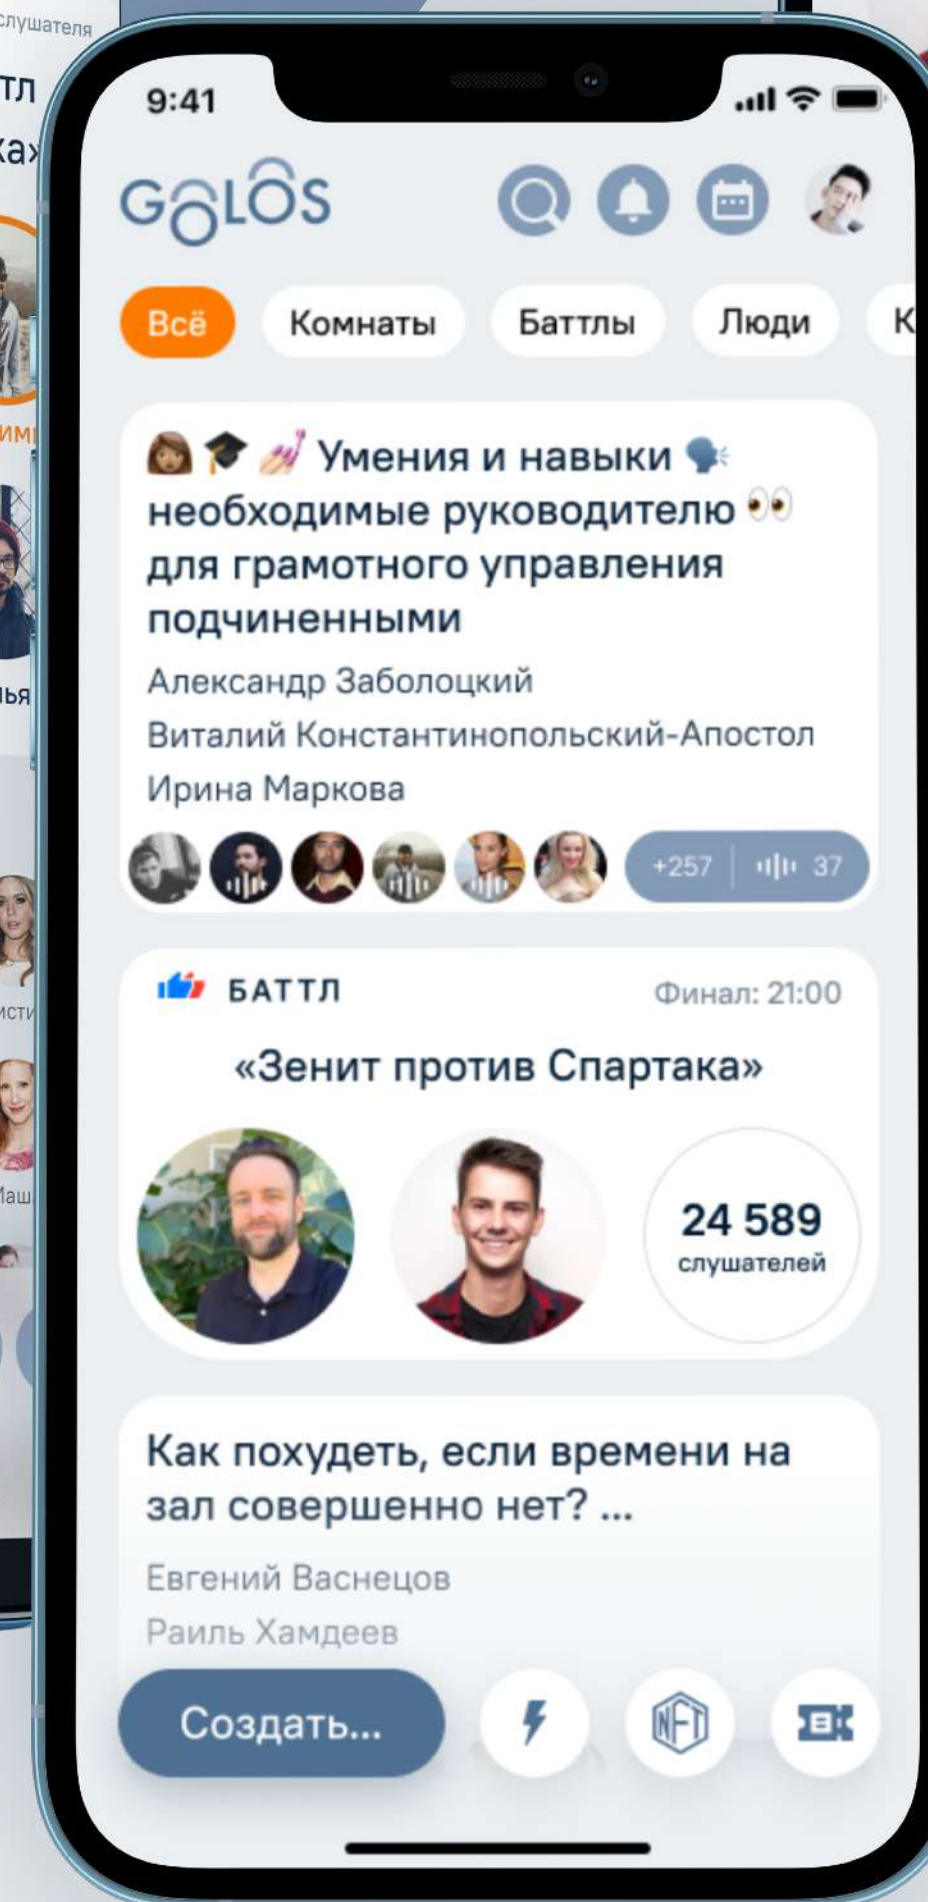 слушателя
9:41
GOLOS
Всё
Комнаты
Баттлы
Люди
Умения и навыки
необходимые руководителю
для грамотного управления
подчиненными
Александр Заболоцкий
Виталий Константинопольский-Апостол
Ирина Маркова
+257 37
БАТТЛ
Финал: 21:00
«Зенит против Спартака»
24 589
слушателей
Как похудеть, если времени на
зал совершенно нет? ...
Евгений Васнецов
Раиль Хамдеев
Создать...
NFT